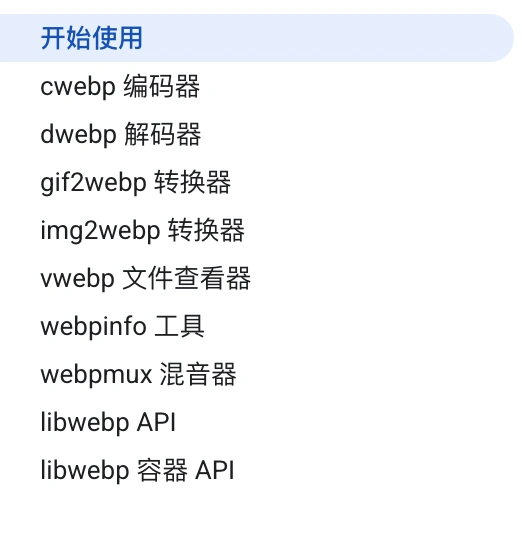 开始使用
cwebp 编码器
dwebp 解码器
gif2webp 转换器
img2webp 转换器
vwebp 文件查看器
webpinfo 工具
webpmux 混音器
libwebp API
libwebp 容器 API